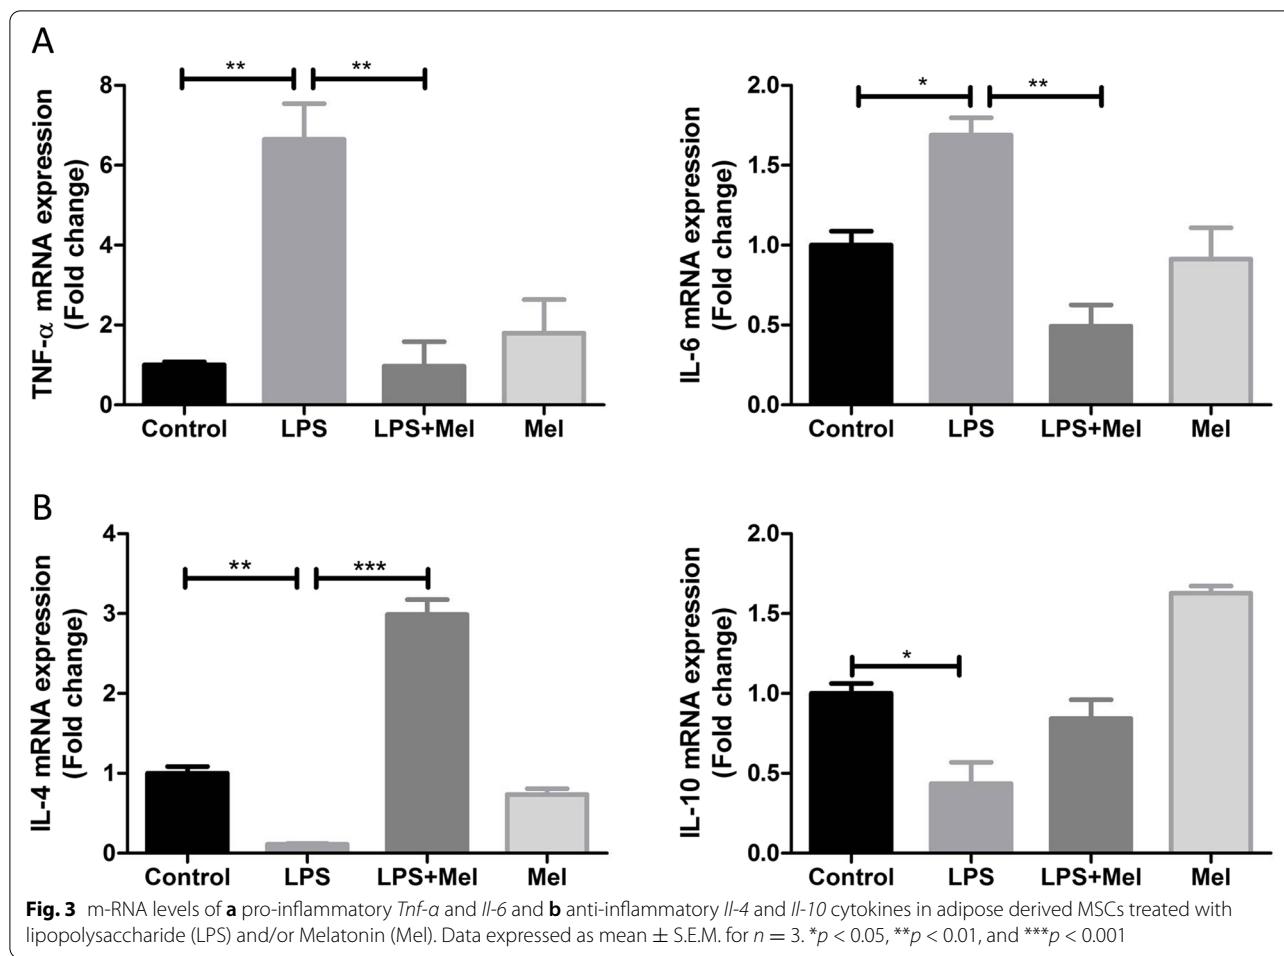 A
** **
8
6
4
2
0
TNF-α mRNA expression
(Fold change)
Control LPS LPS+Mel Mel
* **
2.0
1.5
1.0
0.5
0.0
IL-6 mRNA expression
(Fold change)
Control LPS LPS+Mel Mel
B
** ***
4
3
2
1
0
IL-4 mRNA expression
(Fold change)
Control LPS LPS+Mel Mel
*
2.0
1.5
1.0
0.5
0.0
IL-10 mRNA expression
(Fold change)
Control LPS LPS+Mel Mel
Fig. 3 m-RNA levels of a pro-inflammatory Tnf-α and Il-6 and b anti-inflammatory Il-4 and Il-10 cytokines in adipose derived MSCs treated with
lipopolysaccharide (LPS) and/or Melatonin (Mel). Data expressed as mean ± S.E.M. for n = 3. *p < 0.05, **p < 0.01, and ***p < 0.001